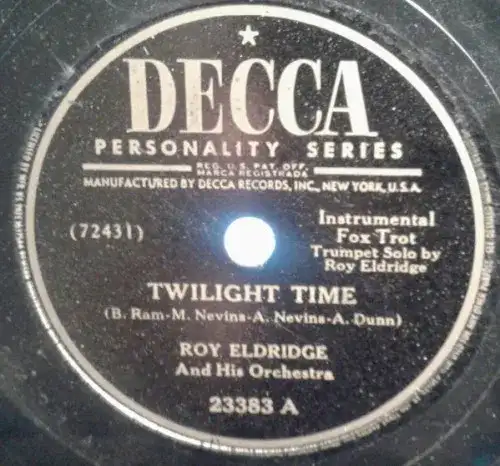 DECCA
PERSONALITY SERIES
REG. U.S. PAT. OFF.
MARCA REGISTRADA
MANUFACTURED BY DECCA RECORDS, INC., NEW YORK, U.S.A.
(72431)
Instrumental
Fox Trot
Trumpet Solo by
Roy Eldridge
TWILIGHT TIME
(B. Ram-M. Nevins-A. Nevins-A. Dunn)
ROY ELDRIDGE
And His Orchestra
23383 A